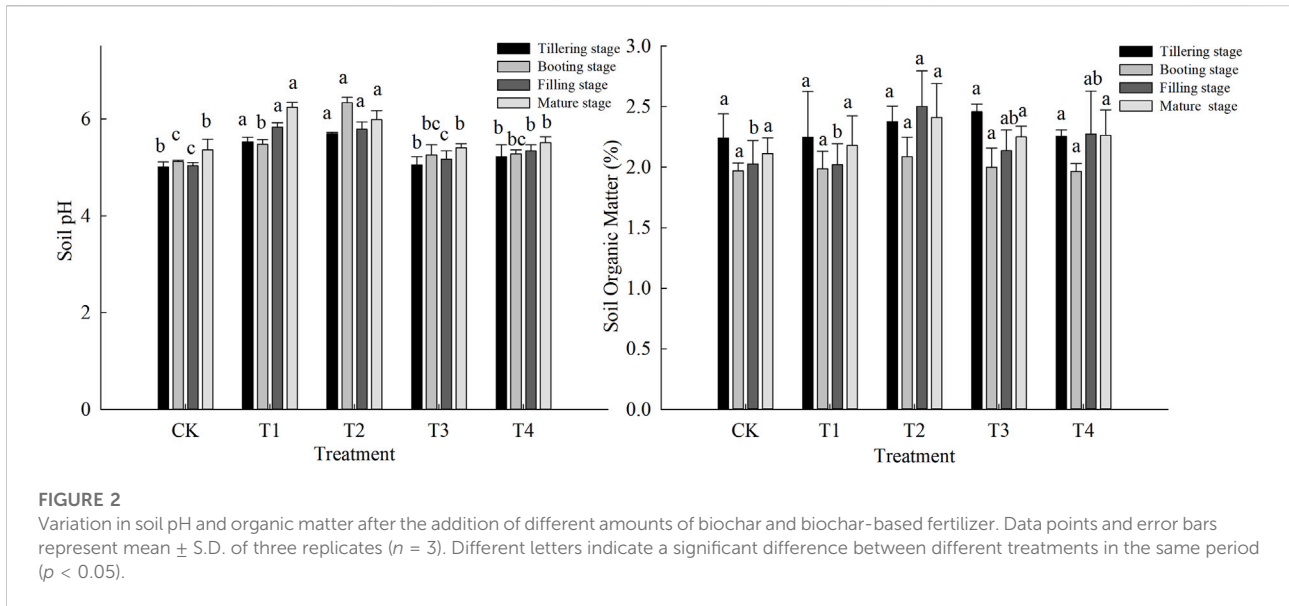 Tillering stage
Booting stage
Filling stage
Mature stage
6
4
2
0
Soil pH
b c c b
a b a a
a a a a
b bc c b
b bc b b
CK T1 T2 T3 T4
Treatment
3.0
2.5
2.0
1.5
1.0
0.5
0.0
Soil Organic Matter (%)
Tillering stage
Booting stage
Filling stage
Mature stage
a a b a
a a b a
a a a a
a a ab a
a a ab a
CK T1 T2 T3 T4
Treatment
FIGURE 2
Variation in soil pH and organic matter after the addition of different amounts of biochar and biochar-based fertilizer. Data points and error bars
represent mean ± S.D. of three replicates (n = 3). Different letters indicate a significant difference between different treatments in the same period
(p < 0.05).